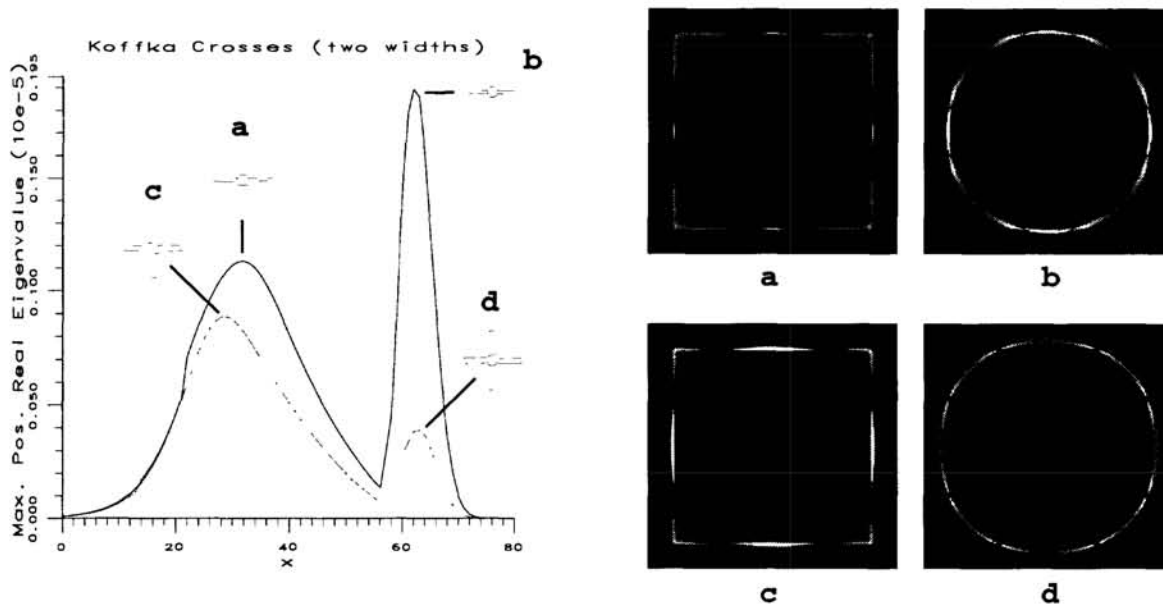 Koffka Crosses (two widths)
Max. Pos. Real Eigenvalue (10e-5)
0.195
0.150
0.100
0.050
0.000
a
b
c
d
0
20
40
60
80
X
a
b
c
d